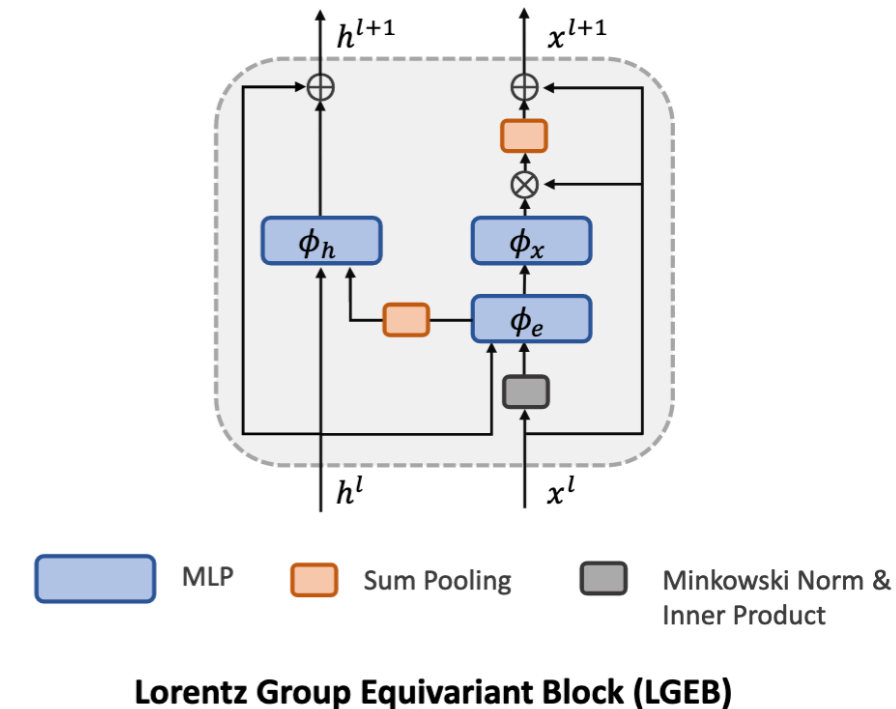 h^{l+1} x^{l+1}
ϕ_h ϕ_x
ϕ_e
h^l x^l
MLP
Sum Pooling
Minkowski Norm &
Inner Product
Lorentz Group Equivariant Block (LGEB)